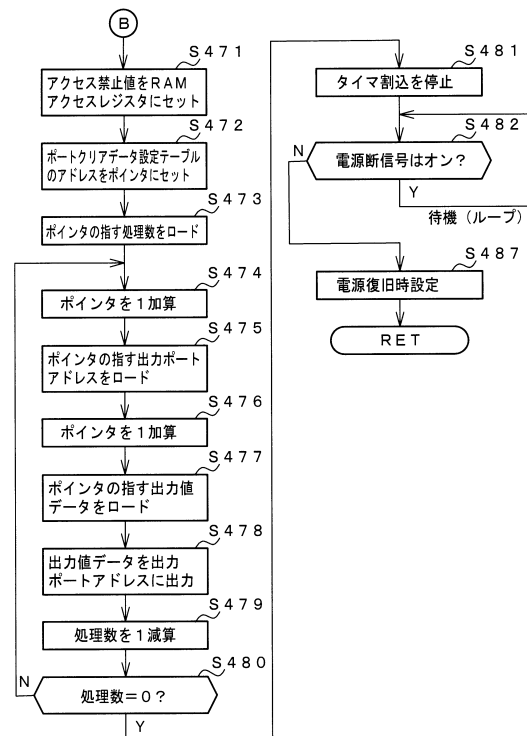 B
S471
アクセス禁止値をRAM
アクセスレジスタにセット
S472
ポートクリアデータ設定テーブル
のアドレスをポインタにセット
S473
ポインタの指す処理数をロード
S474
ポインタを1加算
S475
ポインタの指す出力ポート
アドレスをロード
S476
ポインタを1加算
S477
ポインタの指す出力値
データをロード
S478
出力値データを出力
ポートアドレスに出力
S479
処理数を1減算
S480
N
処理数=0?
Y
S481
タイマ割込を停止
S482
N
電源断信号はオン?
Y
待機(ループ)
S487
電源復旧時設定
RET